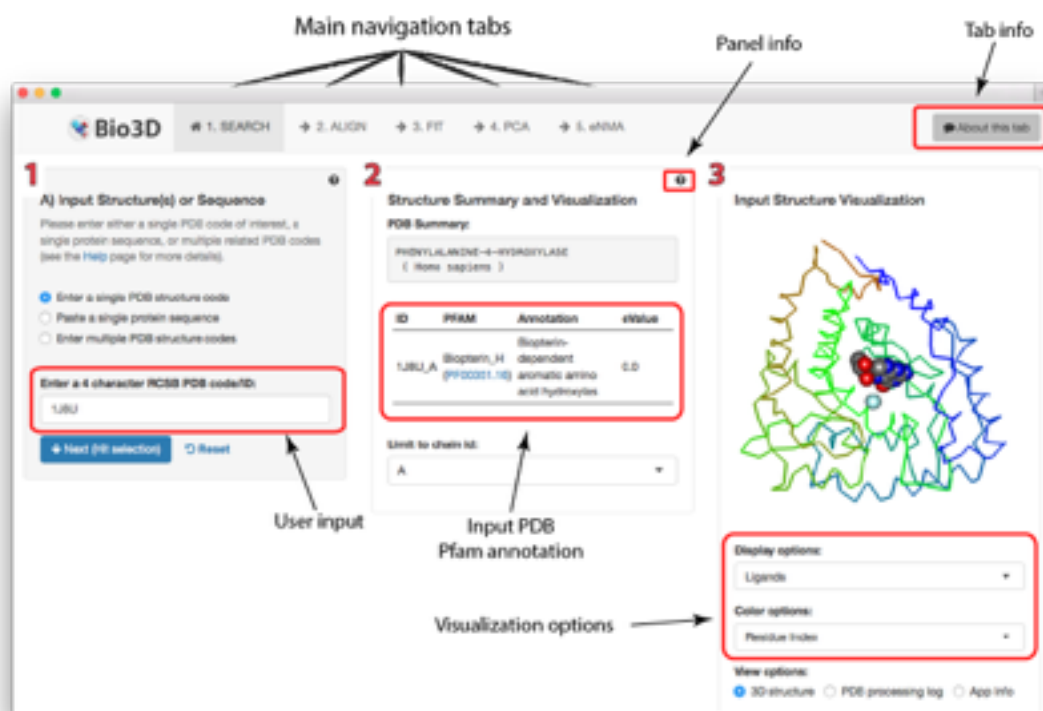 Main navigation tabs
Panel info
Tab info
Bio3D
1. SEARCH
2. ALIGN
3. FIT
4. PCA
5. eNMA
About this tab
1
A) Input Structure(s) or Sequence
Please enter either a single PDB code of interest, a
single protein sequence, or multiple related PDB codes
(see the Help page for more details).
Enter a single PDB structure code
Paste a single protein sequence
Enter multiple PDB structure codes
Enter a 4 character RCSB PDB code/ID:
1J8U
Next (Hit selection)
Reset
User input
2
Structure Summary and Visualization
PDB Summary:
PHENYLALANINE-4-HYDROXYLASE
( Homo sapiens )
ID PFAM Annotation eValue
1J8U_A Biopterin_H (PF00351.16) Biopterin-
dependent
aromatic amino
acid hydroxylas
0.0
Limit to chain id:
A
Input PDB
Pfam annotation
3
Input Structure Visualization
Display options:
Ligands
Color options:
Residue Index
Visualization options
View options:
3D structure
PDB processing log
App info